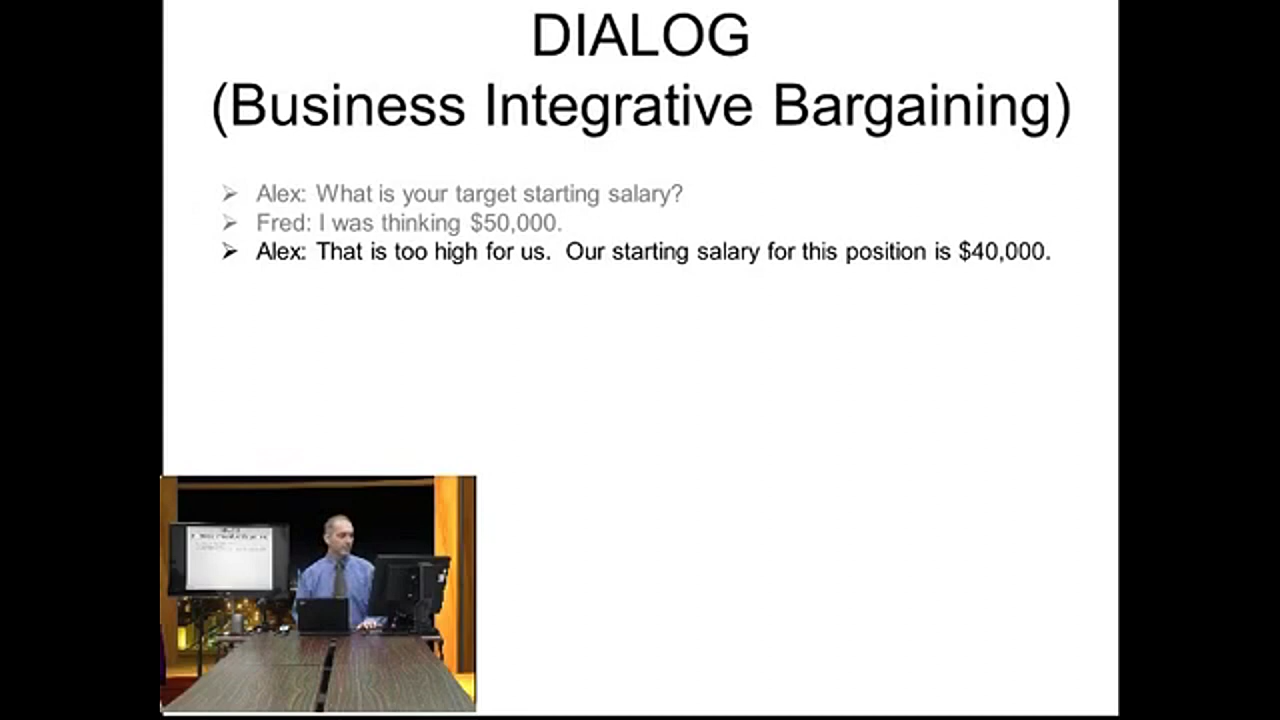 DIALOG
(Business Integrative Bargaining)
➢ Alex: What is your target starting salary?
➢ Fred: I was thinking $50,000.
➢ Alex: That is too high for us.  Our starting salary for this position is $40,000.